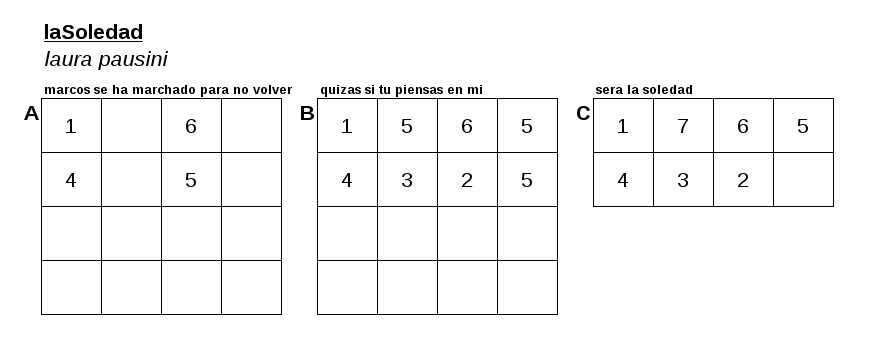 laSoledad
laura pausini
marcos se ha marchado para no volver
A
1 6
4 5
quizas si tu piensas en mi
B
1 5 6 5
4 3 2 5
sera la soledad
C
1 7 6 5
4 3 2